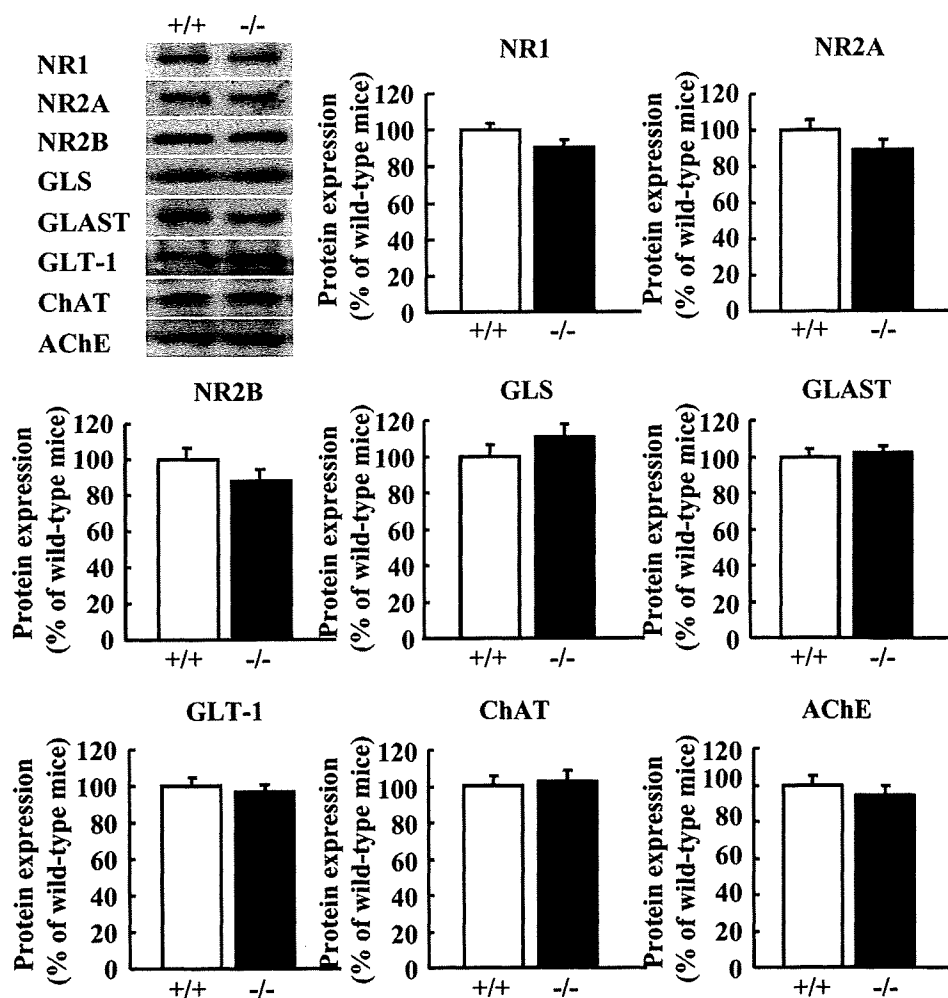 +/+ -/-
NR1
NR2A
NR2B
GLS
GLAST
GLT-1
ChAT
AChE
NR1
Protein expression
(% of wild-type mice)
120
100
80
60
40
20
0
+/+ -/-
NR2A
Protein expression
(% of wild-type mice)
120
100
80
60
40
20
0
+/+ -/-
NR2B
Protein expression
(% of wild-type mice)
120
100
80
60
40
20
0
+/+ -/-
GLS
Protein expression
(% of wild-type mice)
120
100
80
60
40
20
0
+/+ -/-
GLAST
Protein expression
(% of wild-type mice)
120
100
80
60
40
20
0
+/+ -/-
GLT-1
Protein expression
(% of wild-type mice)
120
100
80
60
40
20
0
+/+ -/-
ChAT
Protein expression
(% of wild-type mice)
120
100
80
60
40
20
0
+/+ -/-
AChE
Protein expression
(% of wild-type mice)
120
100
80
60
40
20
0
+/+ -/-